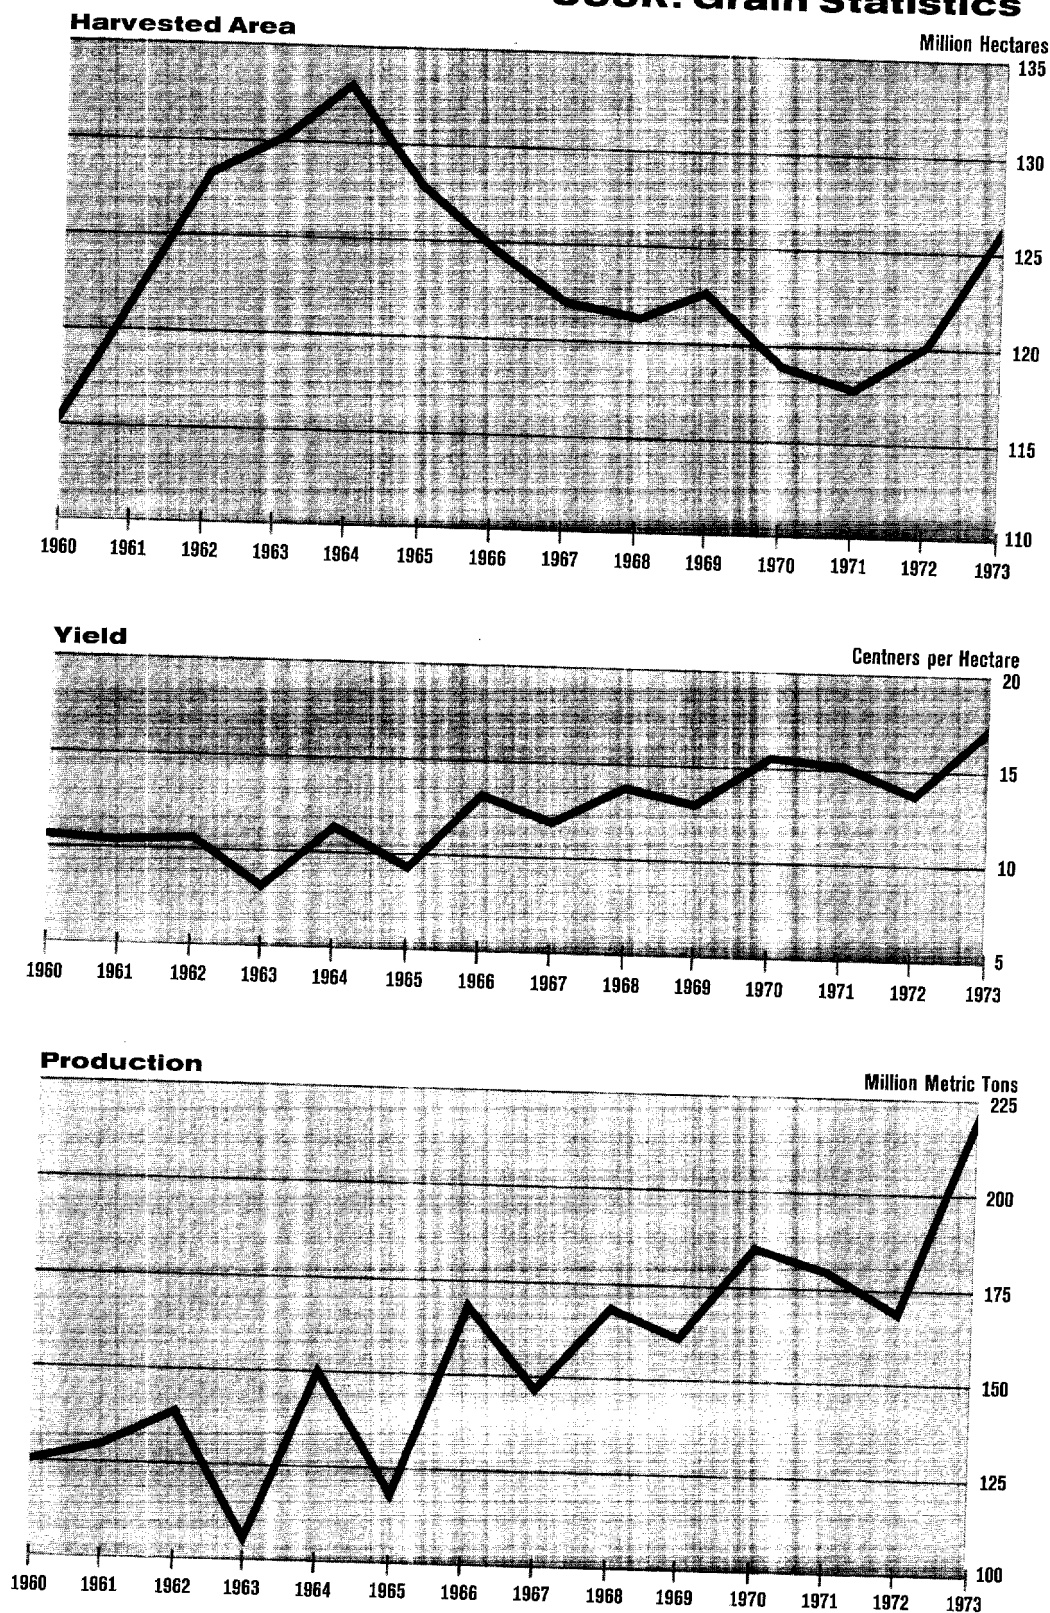 USSR: Grain Statistics
Harvested Area
Million Hectares
135
130
125
120
115
110
1960 1961 1962 1963 1964 1965 1966 1967 1968 1969 1970 1971 1972 1973
Yield
Centners per Hectare
20
15
10
5
1960 1961 1962 1963 1964 1965 1966 1967 1968 1969 1970 1971 1972 1973
Production
Million Metric Tons
225
200
175
150
125
100
1960 1961 1962 1963 1964 1965 1966 1967 1968 1969 1970 1971 1972 1973